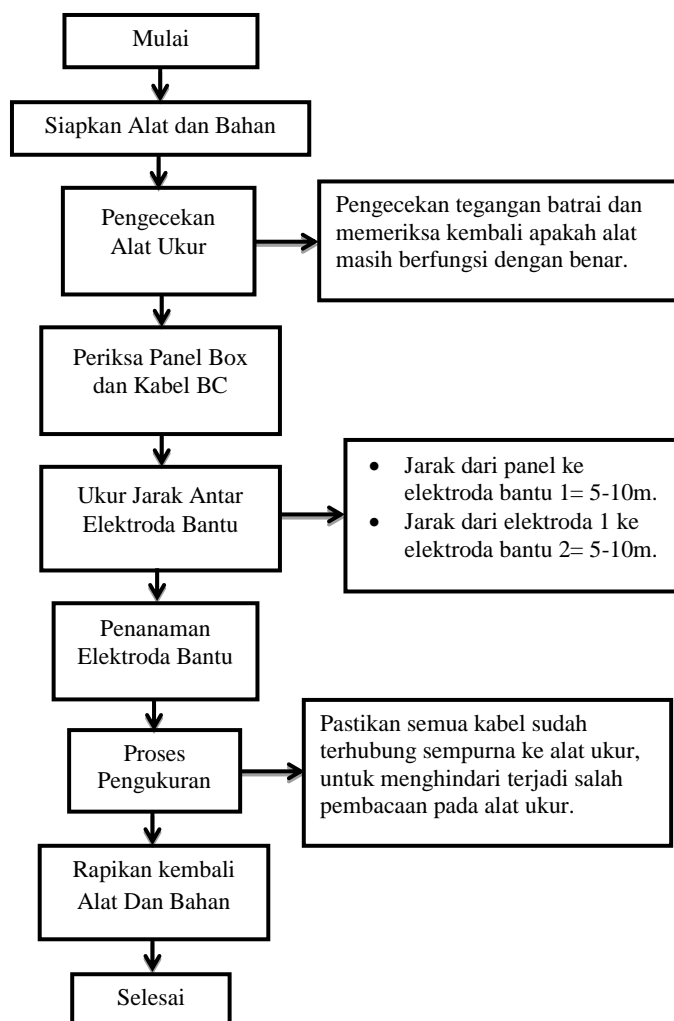 Mulai
Siapkan Alat dan Bahan
Pengecekan
Alat Ukur
Pengecekan tegangan batrai dan
memeriksa kembali apakah alat
masih berfungsi dengan benar.
Periksa Panel Box
dan Kabel BC
Ukur Jarak Antar
Elektroda Bantu
• Jarak dari panel ke
elektroda bantu 1= 5-10m.
• Jarak dari elektroda 1 ke
elektroda bantu 2= 5-10m.
Penanaman
Elektroda Bantu
Proses
Pengukuran
Pastikan semua kabel sudah
terhubung sempurna ke alat ukur,
untuk menghindari terjadi salah
pembacaan pada alat ukur.
Rapikan kembali
Alat Dan Bahan
Selesai